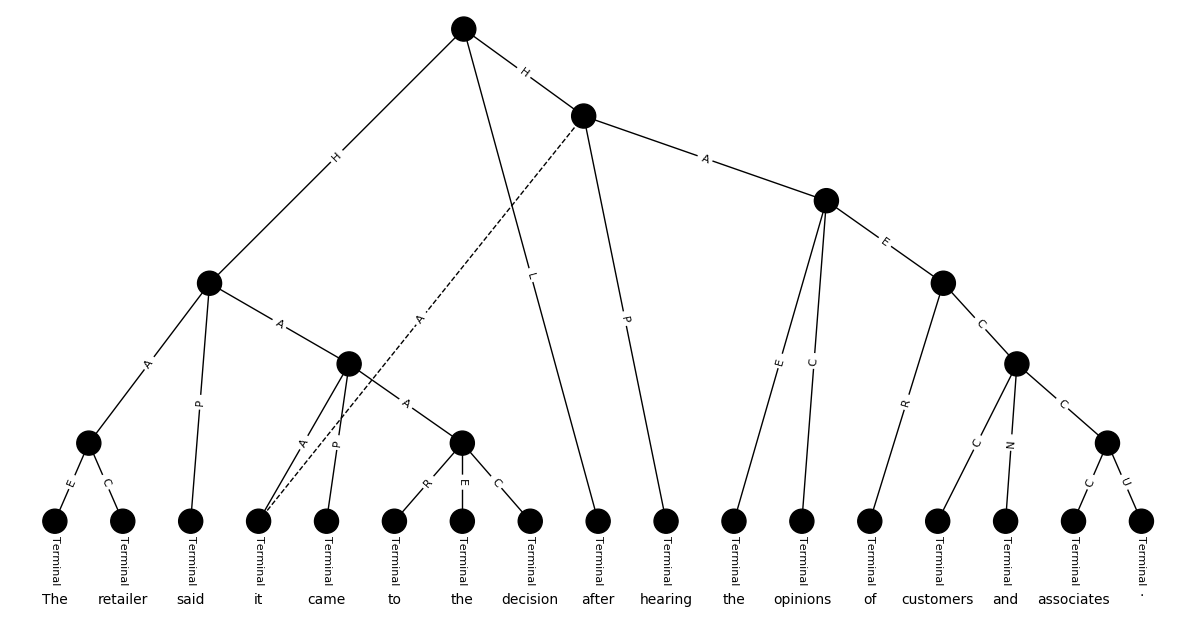 H
H
A
E
H
L
A
P
C
A
A
P
E
C
R
A
C
E
C
A
P
R
E
C
C
N
C
U
Terminal Terminal Terminal Terminal Terminal Terminal Terminal Terminal Terminal Terminal Terminal Terminal Terminal Terminal Terminal Terminal Terminal
The retailer said it came to the decision after hearing the opinions of customers and associates .